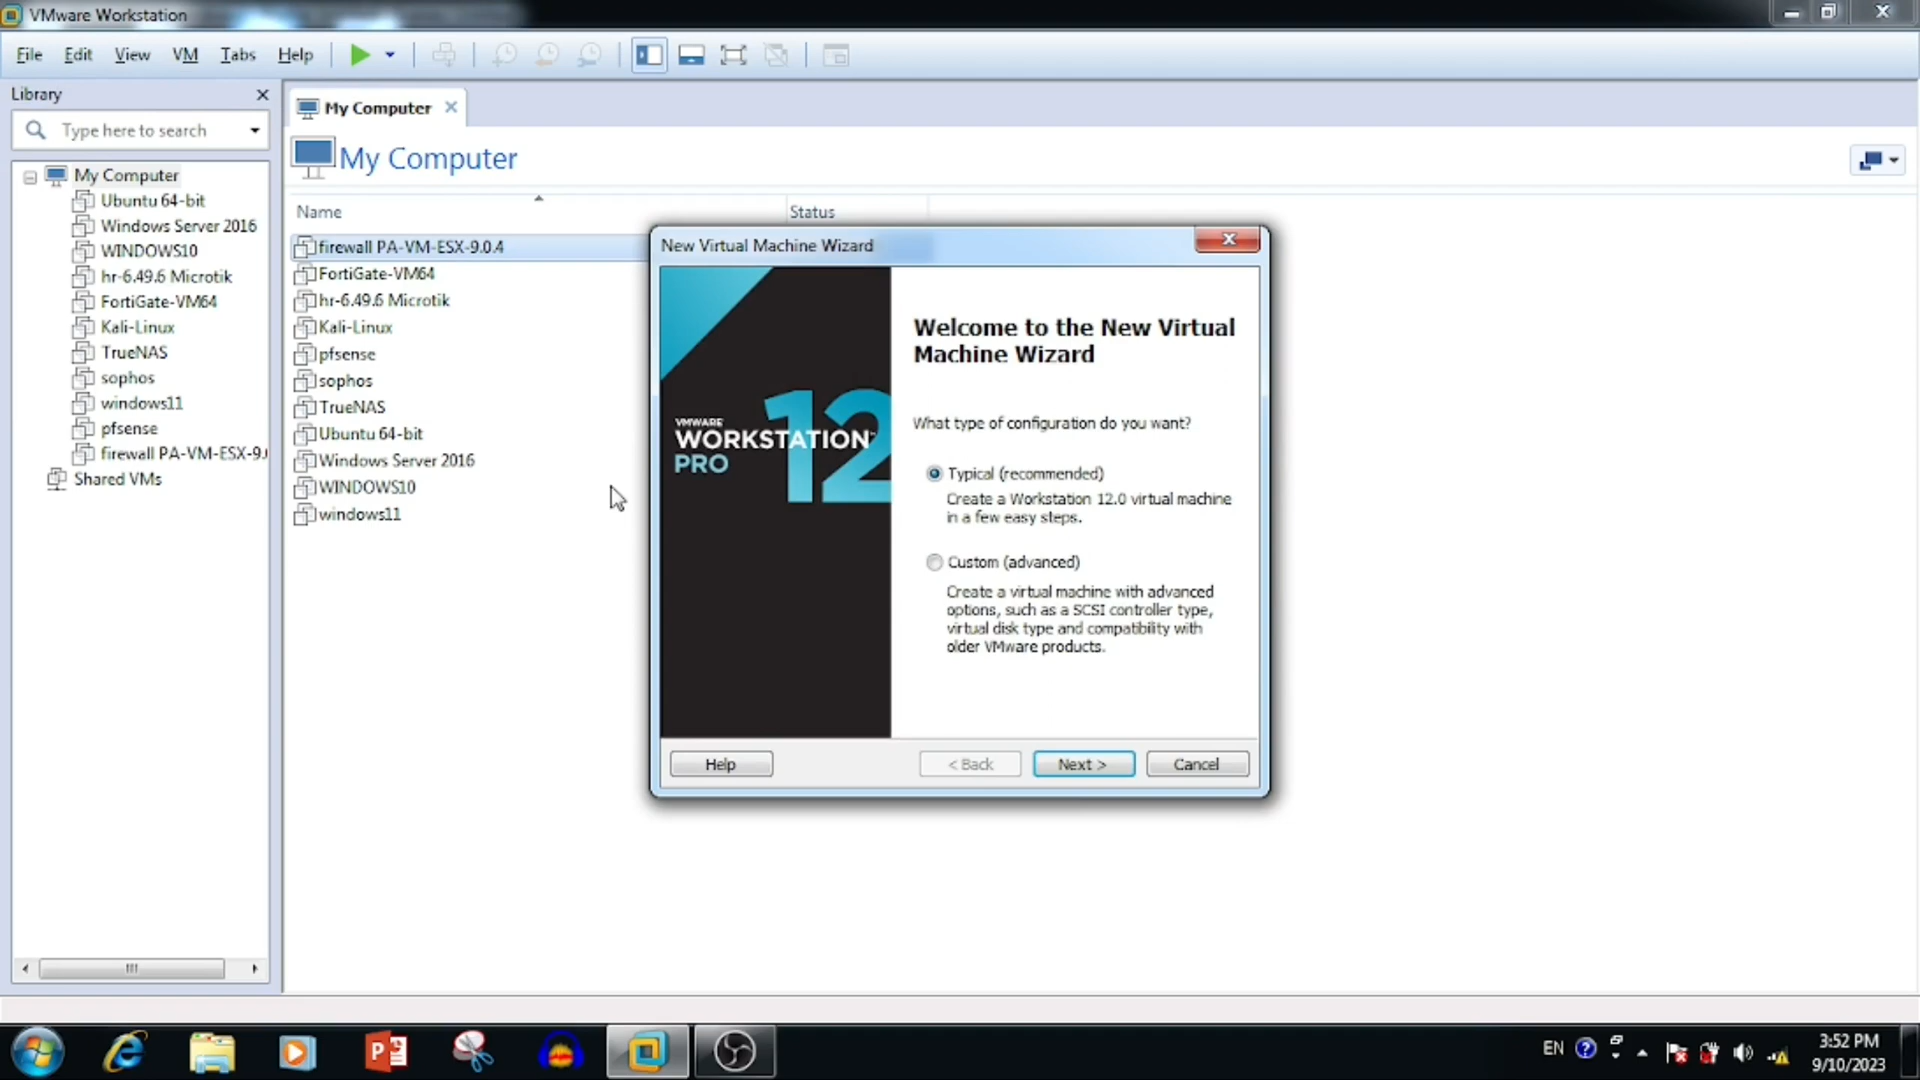 VMware Workstation
File Edit View VM Tabs Help
Library
Type here to search
My Computer
Ubuntu 64-bit
Windows Server 2016
WINDOWS10
hr-6.49.6 Microtik
FortiGate-VM64
Kali-Linux
TrueNAS
sophos
windows11
pfsense
firewall PA-VM-ESX-9.
Shared VMs
My Computer
My Computer
Name Status
firewall PA-VM-ESX-9.0.4
FortiGate-VM64
hr-6.49.6 Microtik
Kali-Linux
pfsense
sophos
TrueNAS
Ubuntu 64-bit
Windows Server 2016
WINDOWS10
windows11
New Virtual Machine Wizard
VMWARE
WORKSTATION™
PRO
12
Welcome to the New Virtual
Machine Wizard
What type of configuration do you want?
Typical (recommended)
Create a Workstation 12.0 virtual machine
in a few easy steps.
Custom (advanced)
Create a virtual machine with advanced
options, such as a SCSI controller type,
virtual disk type and compatibility with
older VMware products.
Help < Back Next > Cancel
EN
3:52 PM
9/10/2023